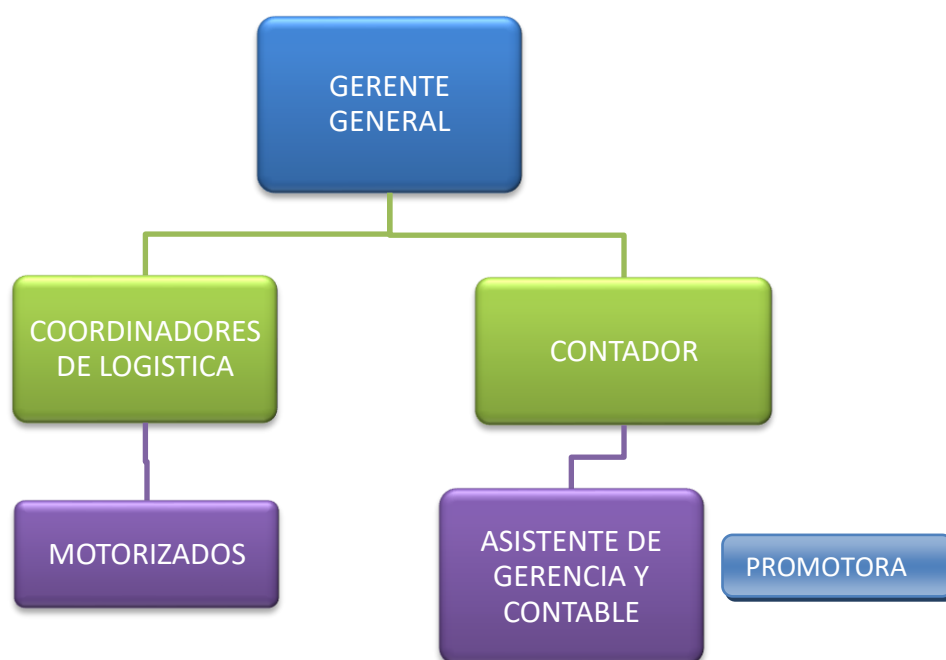 GERENTE
GENERAL
COORDINADORES
DE LOGISTICA
CONTADOR
MOTORIZADOS
ASISTENTE DE
GERENCIA Y
CONTABLE
PROMOTORA